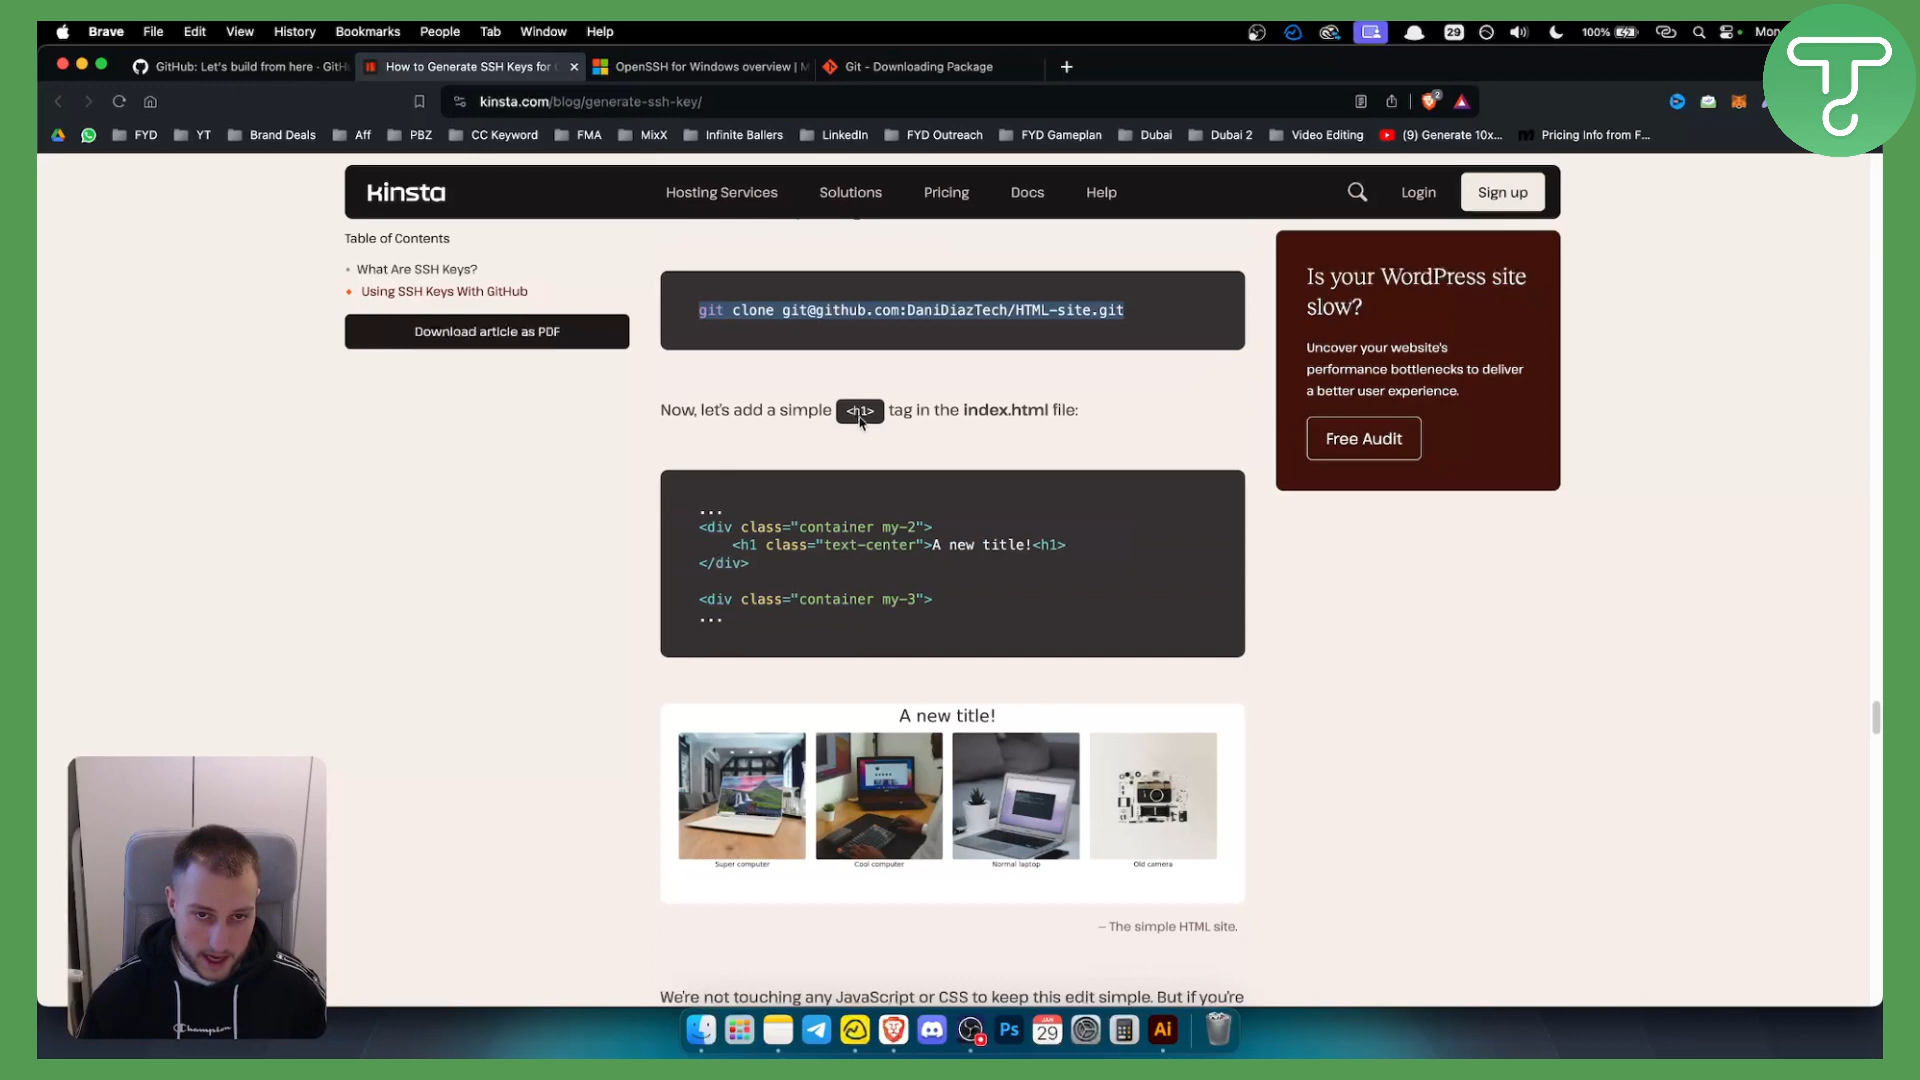 Brave File Edit View History Bookmarks People Tab Window Help
29
100%
Mon
GitHub: Let's build from here · GitH
How to Generate SSH Keys for
OpenSSH for Windows overview | M
Git - Downloading Package
kinsta.com/blog/generate-ssh-key/
2
FYD YT Brand Deals Aff PBZ CC Keyword FMA MixX Infinite Ballers LinkedIn FYD Outreach FYD Gameplan Dubai Dubai 2 Video Editing (9) Generate 10x... Pricing Info from F...
Kinsta
Hosting Services Solutions Pricing Docs Help
Login Sign up
Table of Contents
What Are SSH Keys?
Using SSH Keys With GitHub
Download article as PDF
git clone git@github.com:DaniDiazTech/HTML-site.git
Now, let's add a simple <h1> tag in the index.html file:
...
<div class="container my-2">
<h1 class="text-center">A new title!<h1>
</div>
<div class="container my-3">
...
A new title!
Super computer
Cool computer
Normal laptop
Old camera
– The simple HTML site.
We're not touching any JavaScript or CSS to keep this edit simple. But if you're
Is your WordPress site
slow?
Uncover your website's
performance bottlenecks to deliver
a better user experience.
Free Audit
Champion
Ps
JAN
29
Ai